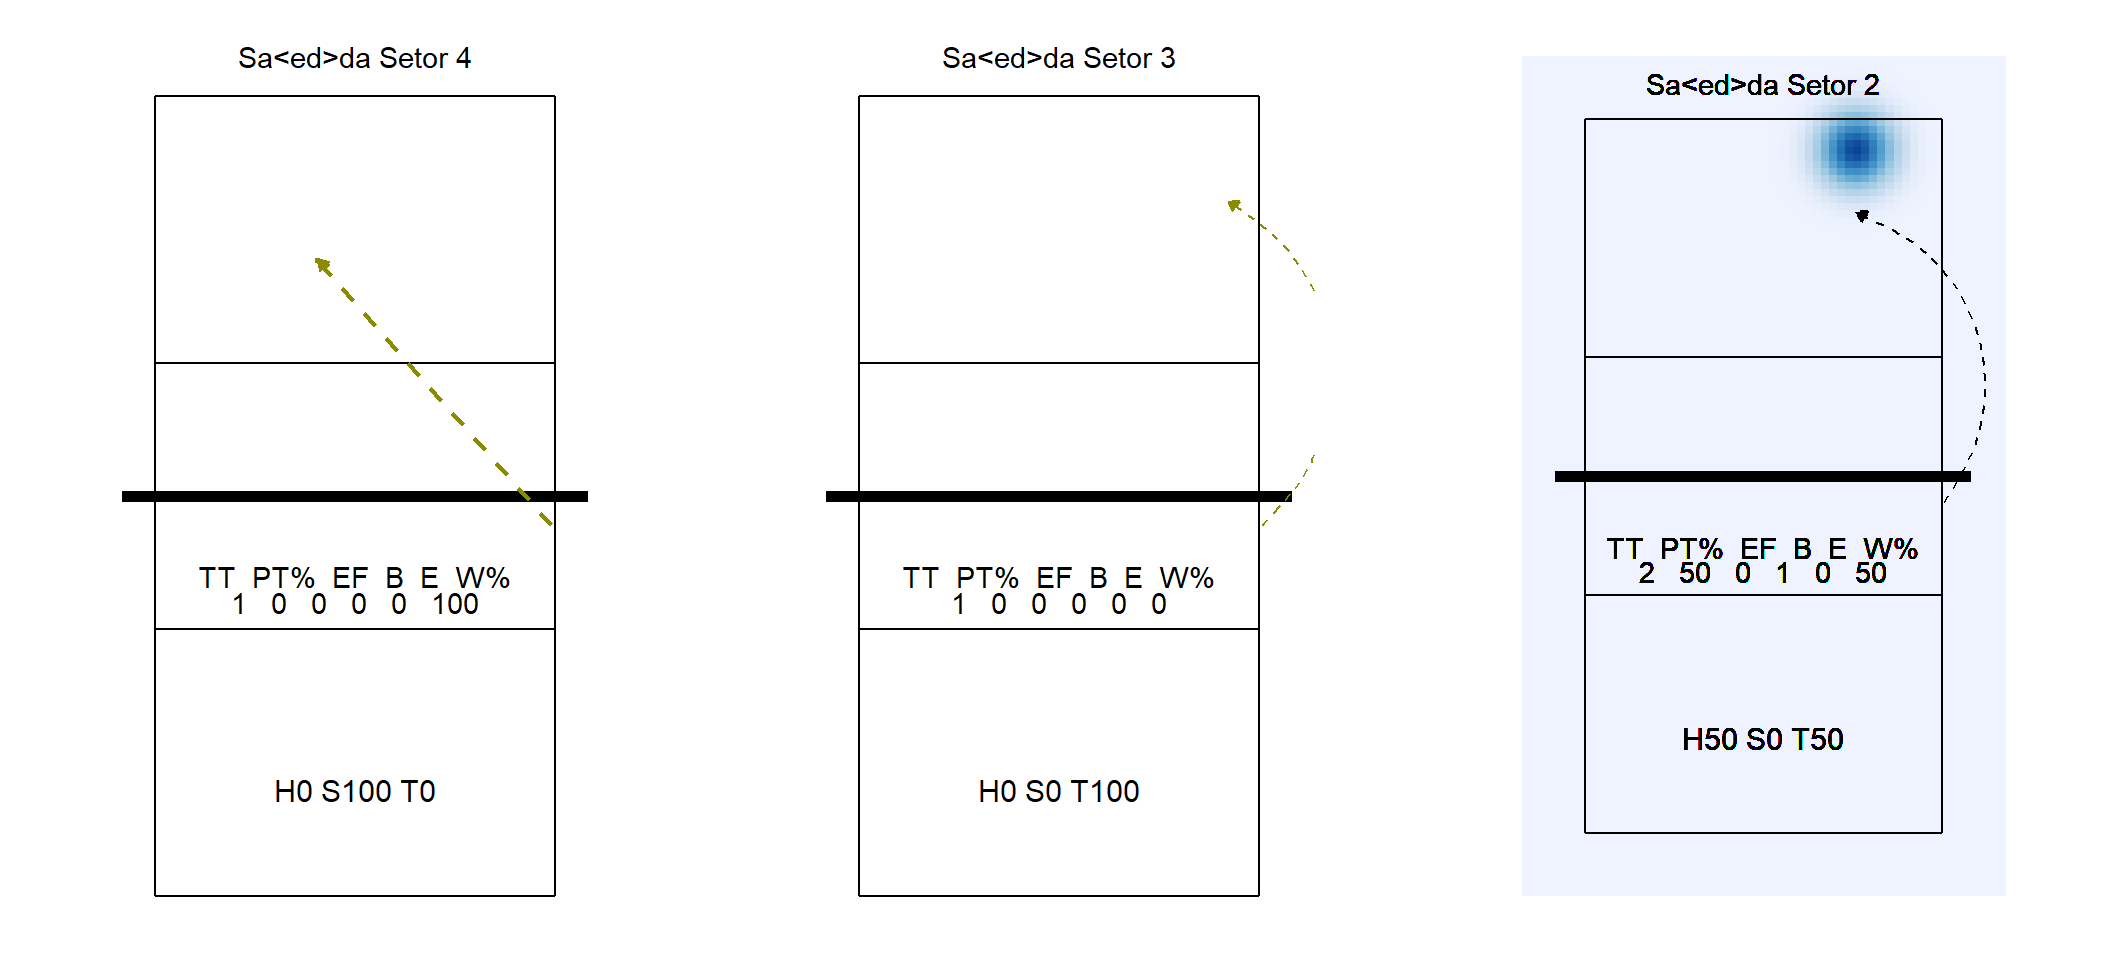 Sa<ed>da Setor 4
TT PT% EF B E W%
1 0 0 0 0 100
H0 S100 T0
Sa<ed>da Setor 3
TT PT% EF B E W%
1 0 0 0 0 0
H0 S0 T100
Sa<ed>da Setor 2
TT PT% EF B E W%
2 50 0 1 0 50
H50 S0 T50